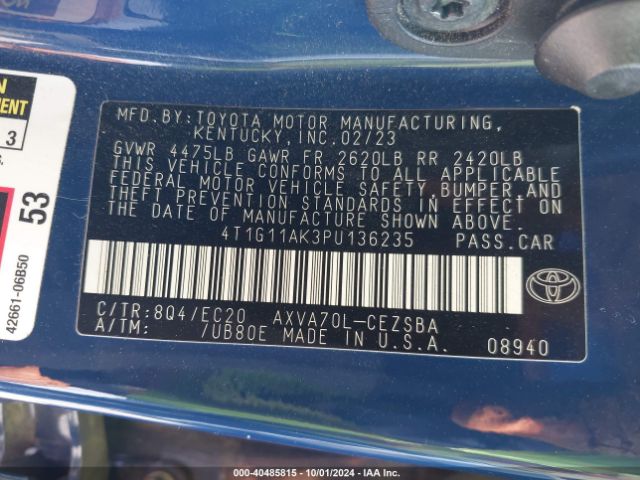 MFD.BY:TOYOTA MOTOR MANUFACTURING,
KENTUCKY,INC.02/23
GVWR 4475LB GAWR FR 2620LB RR 2420LB
THIS VEHICLE CONFORMS TO ALL APPLICABLE
FEDERAL MOTOR VEHICLE SAFETY, BUMPER,AND
THEFT PREVENTION STANDARDS IN EFFECT ON
THE DATE OF MANUFACTURE SHOWN ABOVE.
4T1G11AK3PU136235 PASS.CAR
C/TR:8Q4/EC20 AXVA70L-CEZSBA
A/TM: /UB80E MADE IN U.S.A. 08940
3
53
42661-06B50
000-40485815 - 10/01/2024 - IAA Inc.